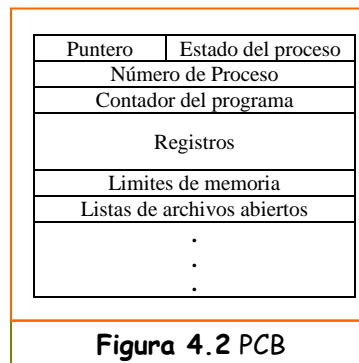 Puntero Estado del proceso
Número de Proceso
Contador del programa
Registros
Limites de memoria
Listas de archivos abiertos
.
.
.
Figura 4.2 PCB